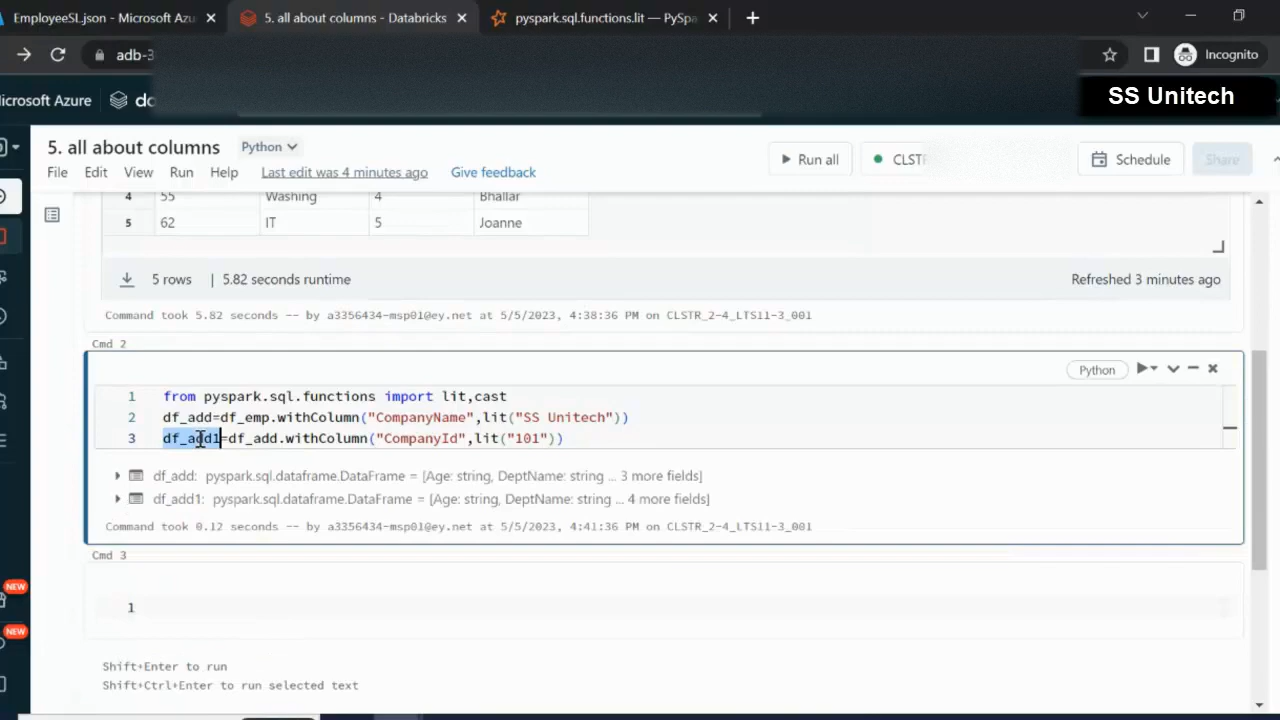 EmployeeSI.json - Microsoft Azu
5. all about columns - Databricks
pyspark.sql.functions.lit — PySpa
adb-3
Incognito
icrosoft Azure
SS Unitech
5. all about columns
Python
Run all
CLST
Schedule
Share
File Edit View Run Help Last edit was 4 minutes ago Give feedback
4 55 Washing 4 Bhallar
5 62 IT 5 Joanne
5 rows | 5.82 seconds runtime
Refreshed 3 minutes ago
Command took 5.82 seconds -- by a3356434-msp01@ey.net at 5/5/2023, 4:38:36 PM on CLSTR_2-4_LTS11-3_001
Cmd 2
Python
1 from pyspark.sql.functions import lit,cast
2 df_add=df_emp.withColumn("CompanyName",lit("SS Unitech"))
3 df_add1=df_add.withColumn("CompanyId",lit("101"))
df_add: pyspark.sql.dataframe.DataFrame = [Age: string, DeptName: string ... 3 more fields]
df_add1: pyspark.sql.dataframe.DataFrame = [Age: string, DeptName: string ... 4 more fields]
Command took 0.12 seconds -- by a3356434-msp01@ey.net at 5/5/2023, 4:41:36 PM on CLSTR_2-4_LTS11-3_001
Cmd 3
NEW
1
NEW
Shift+Enter to run
Shift+Ctrl+Enter to run selected text